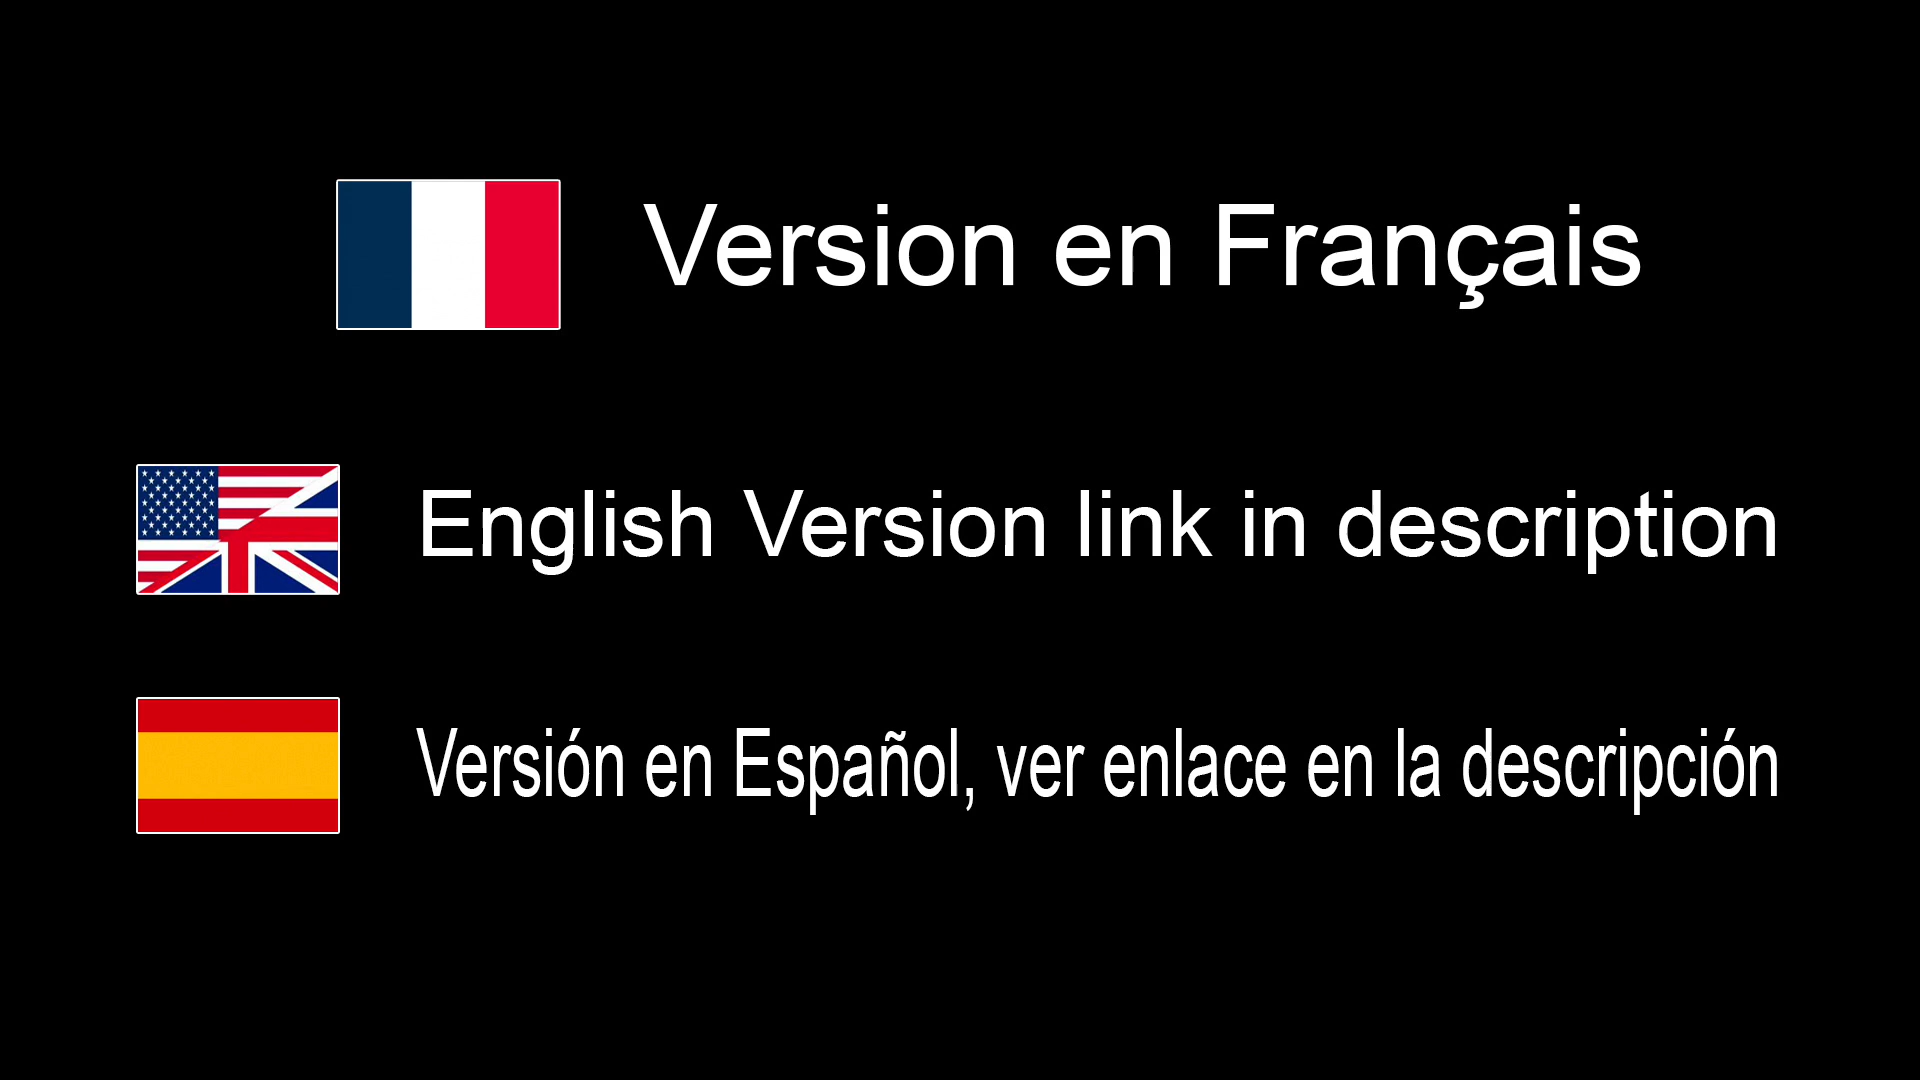 Version en Français
English Version link in description
Versión en Español, ver enlace en la descripción